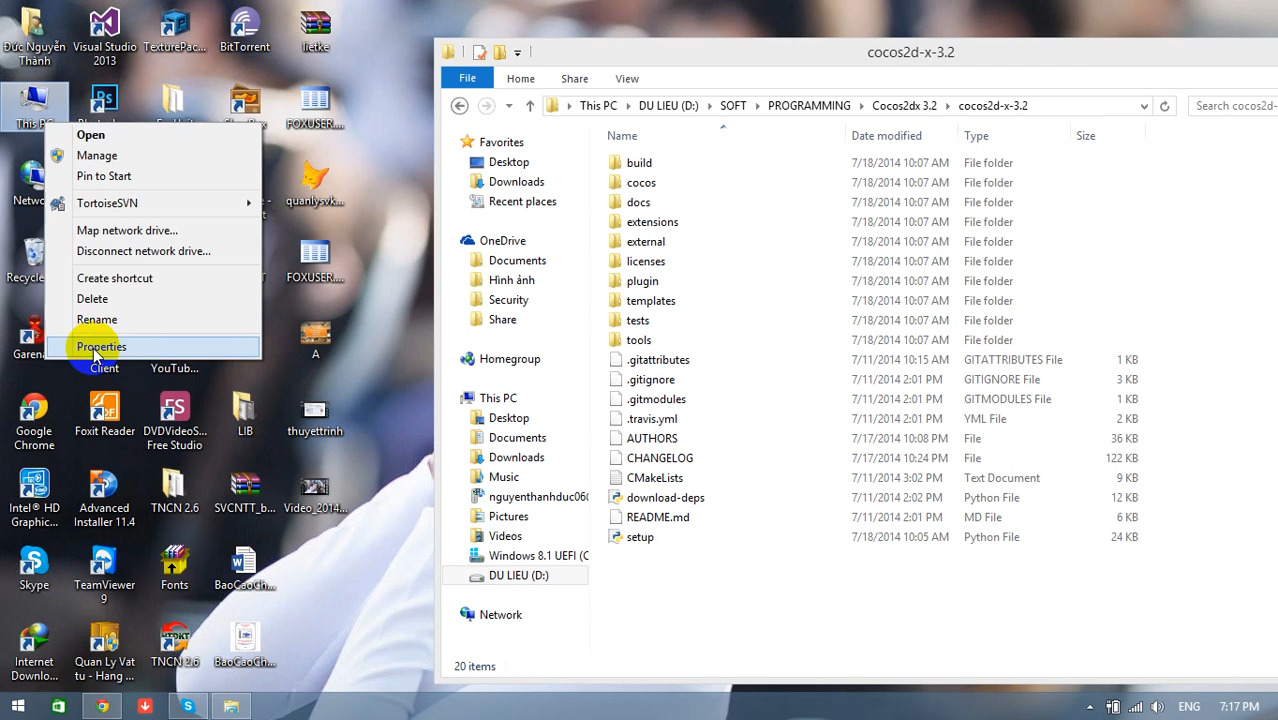 Đức Nguyễn
Thành
Visual Studio
2013
TexturePac...
BitTorrent
lietke
This PC
FOXUSER....
Open
Manage
Pin to Start
TortoiseSVN
Map network drive...
Disconnect network drive...
Create shortcut
Delete
Rename
Properties
quanlysvk...
FOXUSER....
Client
YouTub...
A
Google
Chrome
Foxit Reader
DVDVideoS...
Free Studio
LIB
thuyettrinh
Intel® HD
Graphic...
Advanced
Installer 11.4
TNCN 2.6
SVCNTT_b...
Video_2014...
Skype
TeamViewer
9
Fonts
BaoCaoCh...
Internet
Downlo...
Quan Ly Vat
tu - Hang ...
TNCN 2.6
BaoCaoCh...
cocos2d-x-3.2
File Home Share View
This PC DU LIEU (D:) SOFT PROGRAMMING Cocos2dx 3.2 cocos2d-x-3.2
Search cocos2d-
Name Date modified Type Size
Favorites
Desktop
Downloads
Recent places
OneDrive
Documents
Hình ảnh
Security
Share
Homegroup
This PC
Desktop
Documents
Downloads
Music
nguyenthanhduc060
Pictures
Videos
Windows 8.1 UEFI (C
DU LIEU (D:)
Network
build 7/18/2014 10:07 AM File folder
cocos 7/18/2014 10:07 AM File folder
docs 7/18/2014 10:07 AM File folder
extensions 7/18/2014 10:07 AM File folder
external 7/18/2014 10:07 AM File folder
licenses 7/18/2014 10:07 AM File folder
plugin 7/18/2014 10:07 AM File folder
templates 7/18/2014 10:07 AM File folder
tests 7/18/2014 10:07 AM File folder
tools 7/18/2014 10:07 AM File folder
.gitattributes 7/11/2014 10:15 AM GITATTRIBUTES File 1 KB
.gitignore 7/11/2014 2:01 PM GITIGNORE File 3 KB
.gitmodules 7/11/2014 2:01 PM GITMODULES File 1 KB
.travis.yml 7/11/2014 2:01 PM YML File 2 KB
AUTHORS 7/17/2014 10:08 PM File 36 KB
CHANGELOG 7/17/2014 10:24 PM File 122 KB
CMakeLists 7/11/2014 3:02 PM Text Document 9 KB
download-deps 7/11/2014 2:02 PM Python File 12 KB
README.md 7/11/2014 2:01 PM MD File 6 KB
setup 7/18/2014 10:05 AM Python File 24 KB
20 items
ENG 7:17 PM